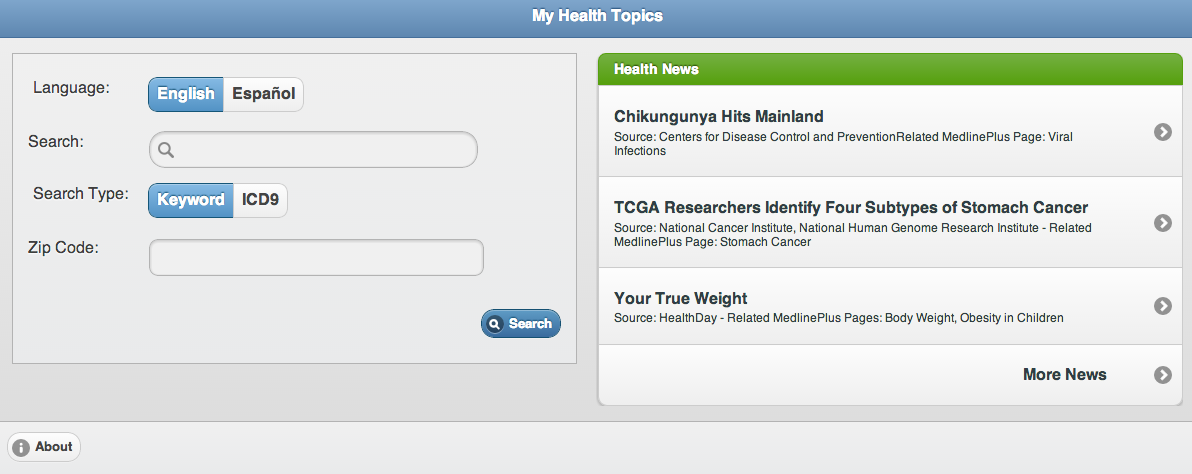 My Health Topics
Language:
English
Español
Search:
Search Type:
Keyword
ICD9
Zip Code:
Search
Health News
Chikungunya Hits Mainland
Source: Centers for Disease Control and PreventionRelated MedlinePlus Page: Viral
Infections
TCGA Researchers Identify Four Subtypes of Stomach Cancer
Source: National Cancer Institute, National Human Genome Research Institute - Related
MedlinePlus Page: Stomach Cancer
Your True Weight
Source: HealthDay - Related MedlinePlus Pages: Body Weight, Obesity in Children
More News
About